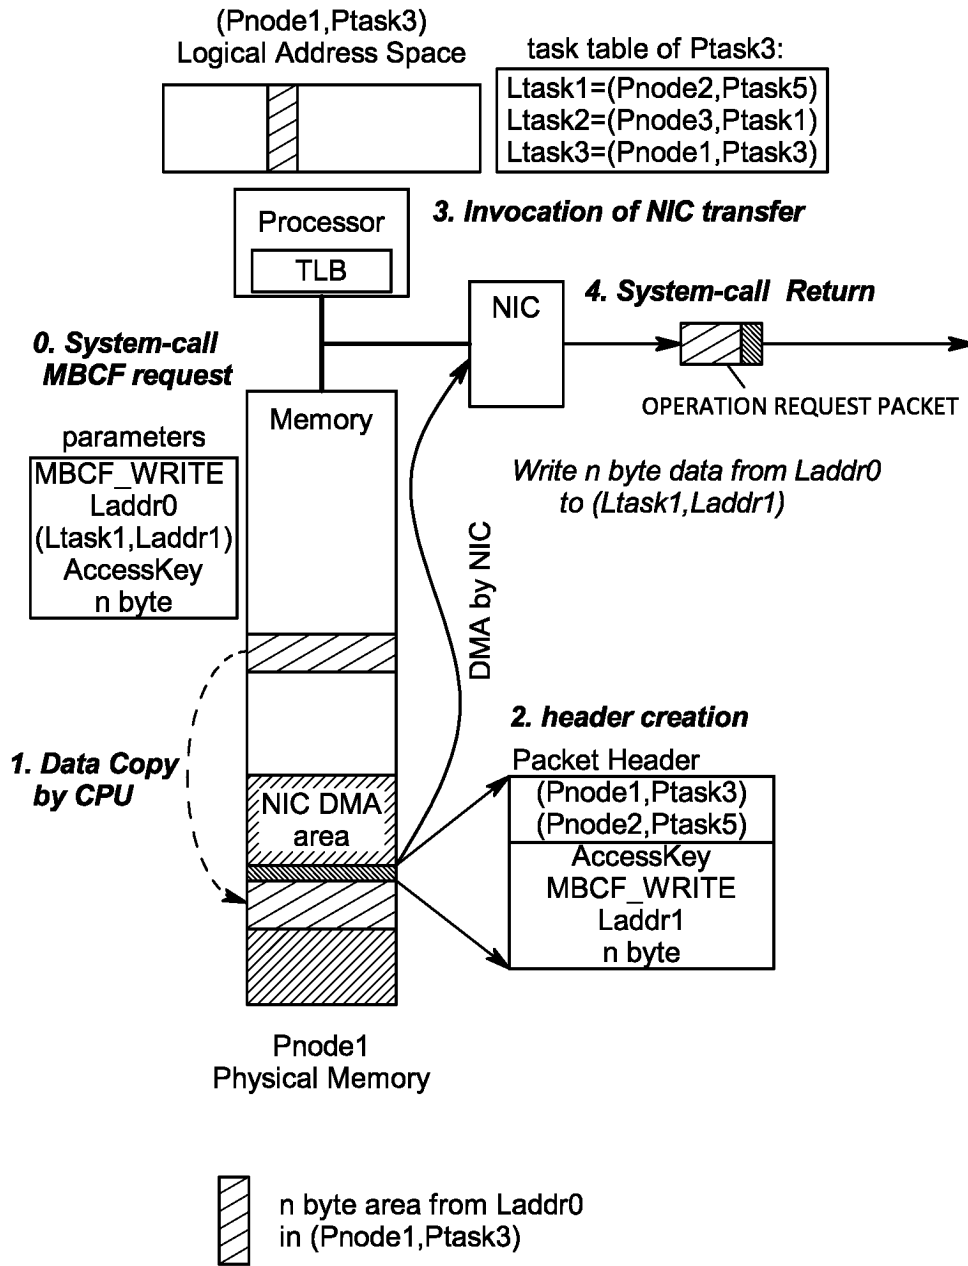 (Pnode1,Ptask3)
Logical Address Space
task table of Ptask3:
Ltask1=(Pnode2,Ptask5)
Ltask2=(Pnode3,Ptask1)
Ltask3=(Pnode1,Ptask3)
3. Invocation of NIC transfer
Processor
TLB
NIC
4. System-call Return
0. System-call
MBCF request
OPERATION REQUEST PACKET
Memory
parameters
MBCF_WRITE
Laddr0
(Ltask1,Laddr1)
AccessKey
n byte
Write n byte data from Laddr0
to (Ltask1,Laddr1)
DMA by NIC
2. header creation
1. Data Copy
by CPU
NIC DMA
area
Packet Header
(Pnode1,Ptask3)
(Pnode2,Ptask5)
AccessKey
MBCF_WRITE
Laddr1
n byte
Pnode1
Physical Memory
n byte area from Laddr0
in (Pnode1,Ptask3)